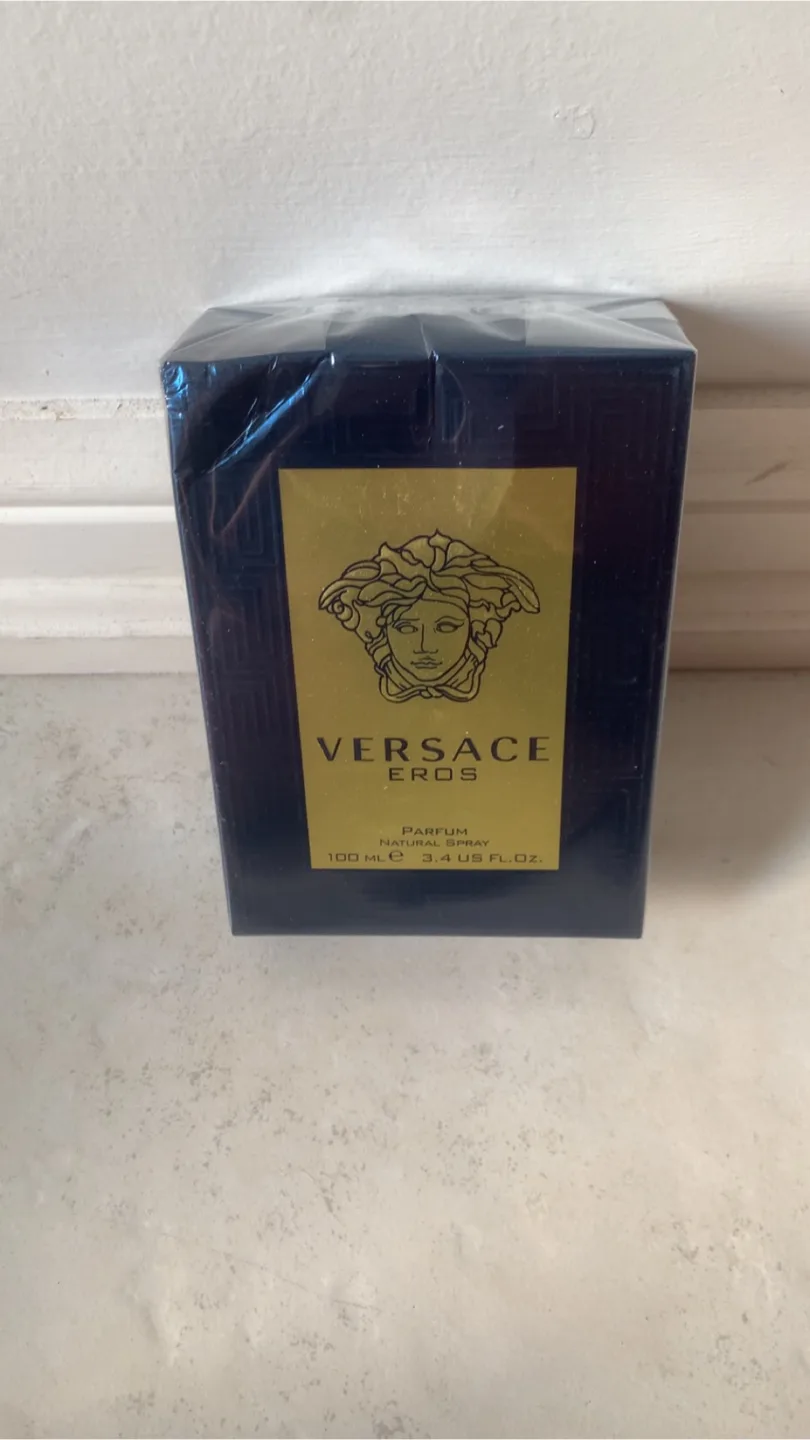 VERSACE
EROS
PARFUM
NATURAL SPRAY
100 ML℮ 3.4 US FL.OZ.